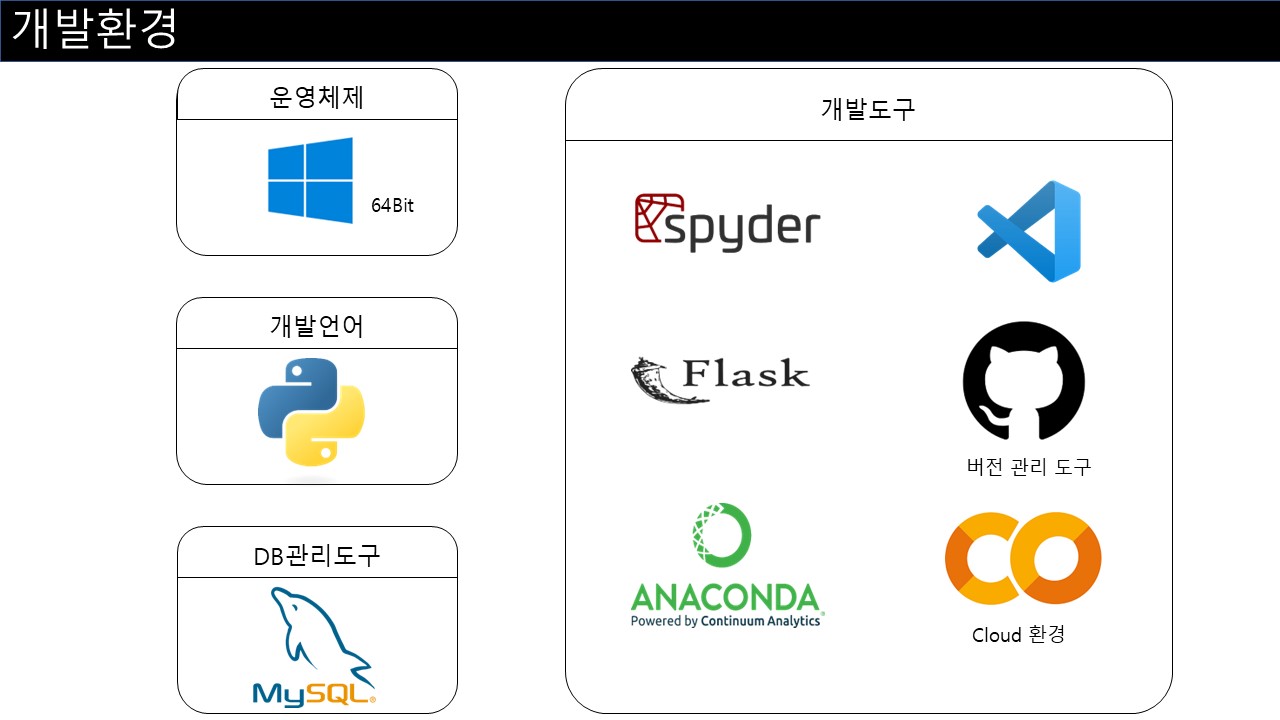 개발환경
운영체제
64Bit
개발언어
DB관리도구
MySQL®
개발도구
spyder
Flask
버전 관리 도구
ANACONDA®
Powered by Continuum Analytics
Cloud 환경